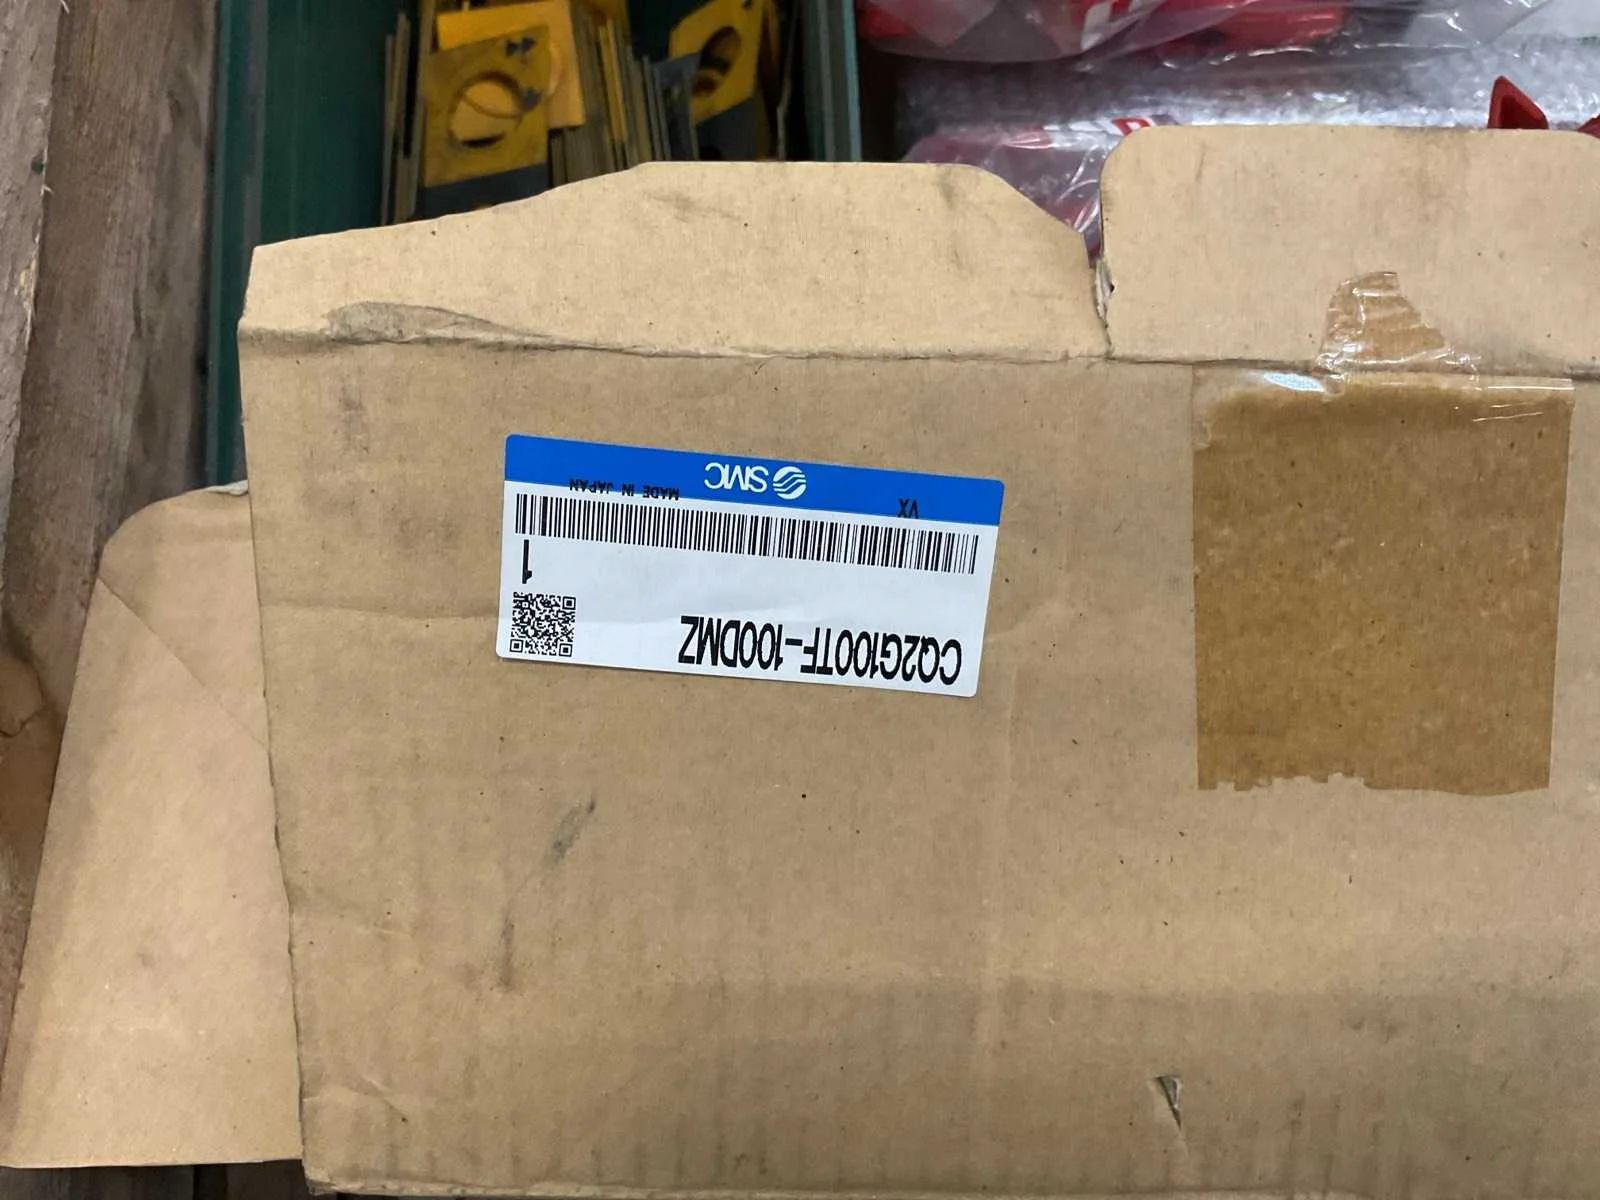 CQ2G100TF-100DMZ
1
VX
MADE IN JAPAN
SMC